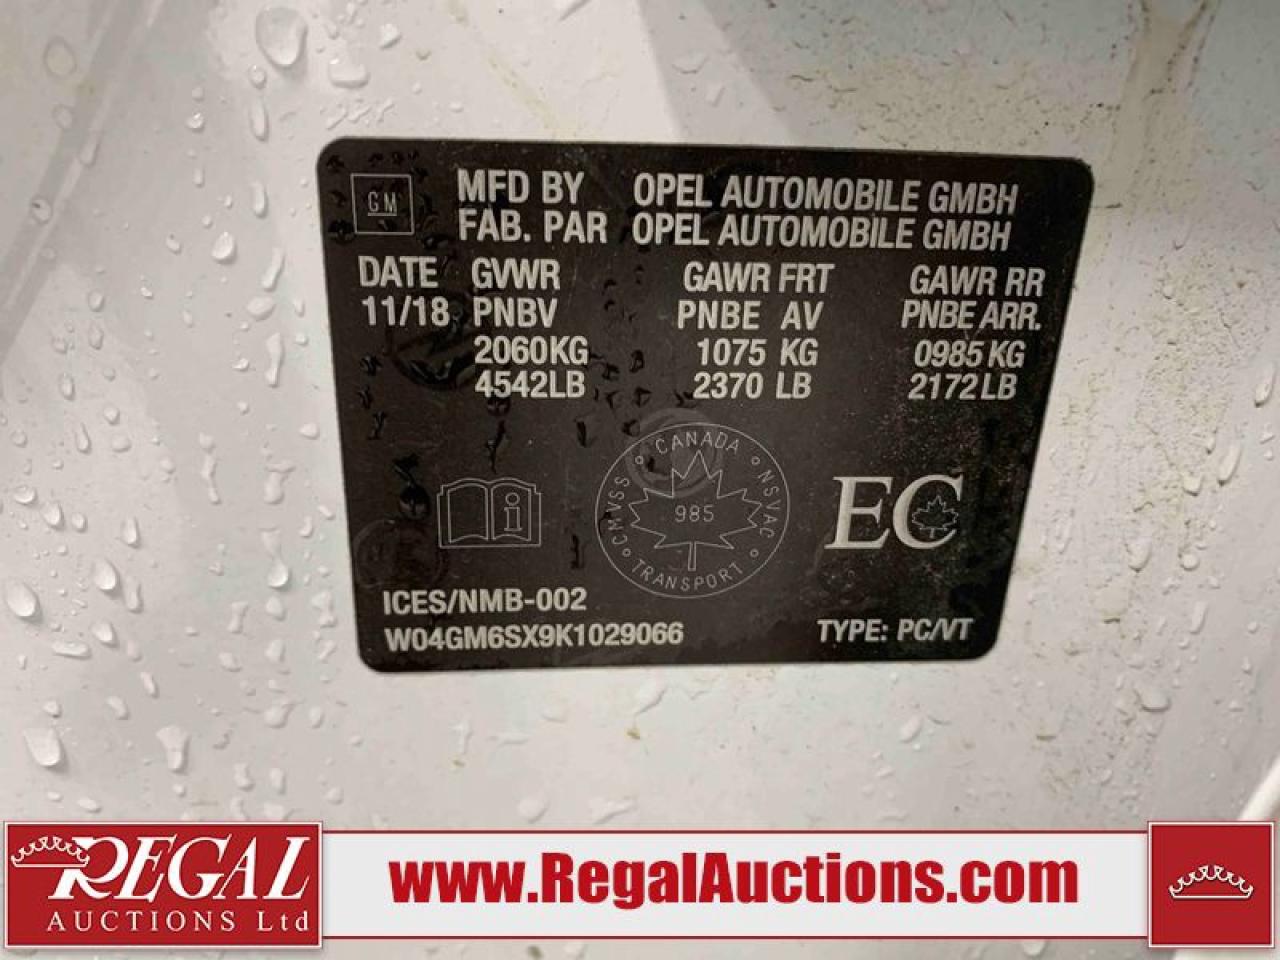 GM
MFD BY OPEL AUTOMOBILE GMBH
FAB. PAR OPEL AUTOMOBILE GMBH
DATE GVWR GAWR FRT GAWR RR
11/18 PNBV PNBE AV PNBE ARR.
2060KG 1075 KG 0985KG
4542LB 2370 LB 2172LB
CANADA
CMVSS 985 NSVAC
TRANSPORT
EC
ICES/NMB-002
W04GM6SX9K1029066 TYPE: PC/VT
REGAL
AUCTIONS Ltd
www.RegalAuctions.com